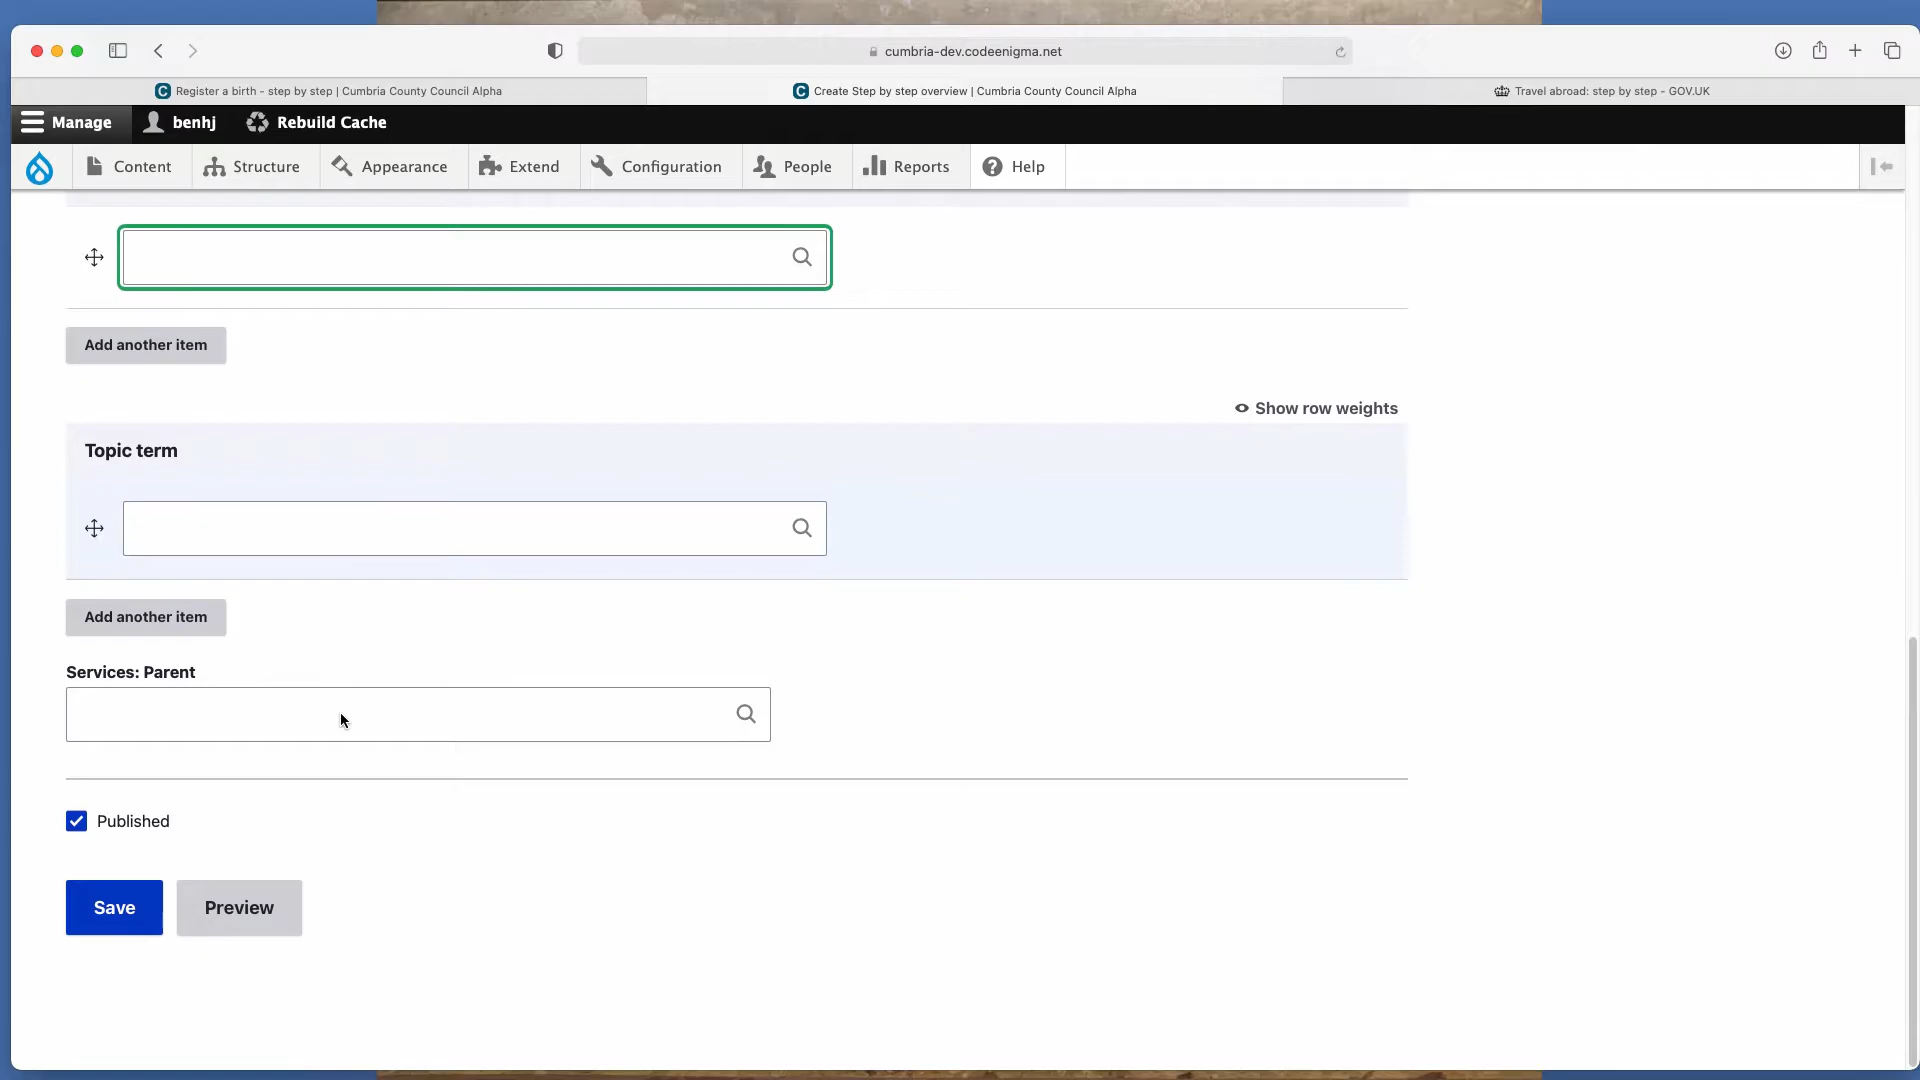 cumbria-dev.codeenigma.net
Register a birth - step by step | Cumbria County Council Alpha
Create Step by step overview | Cumbria County Council Alpha
Travel abroad: step by step - GOV.UK
Manage
benhj
Rebuild Cache
Content
Structure
Appearance
Extend
Configuration
People
Reports
Help
Add another item
Show row weights
Topic term
Add another item
Services: Parent
Published
Save
Preview